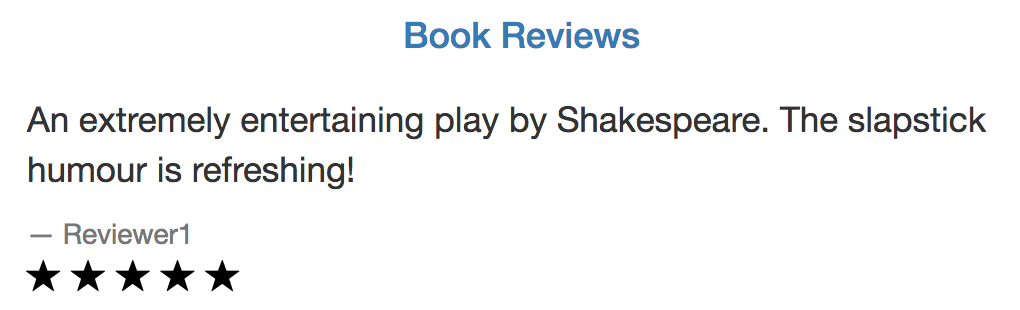 Book Reviews
An extremely entertaining play by Shakespeare. The slapstick
humour is refreshing!
— Reviewer1
★ ★ ★ ★ ★